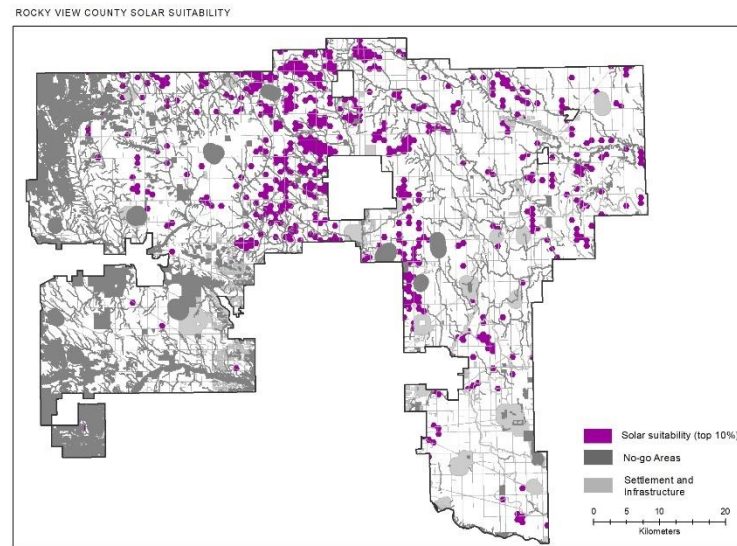 ROCKY VIEW COUNTY SOLAR SUITABILITY
Solar suitability (top 10%)
No-go Areas
Settlement and
Infrastructure
0 5 10 20
Kilometers